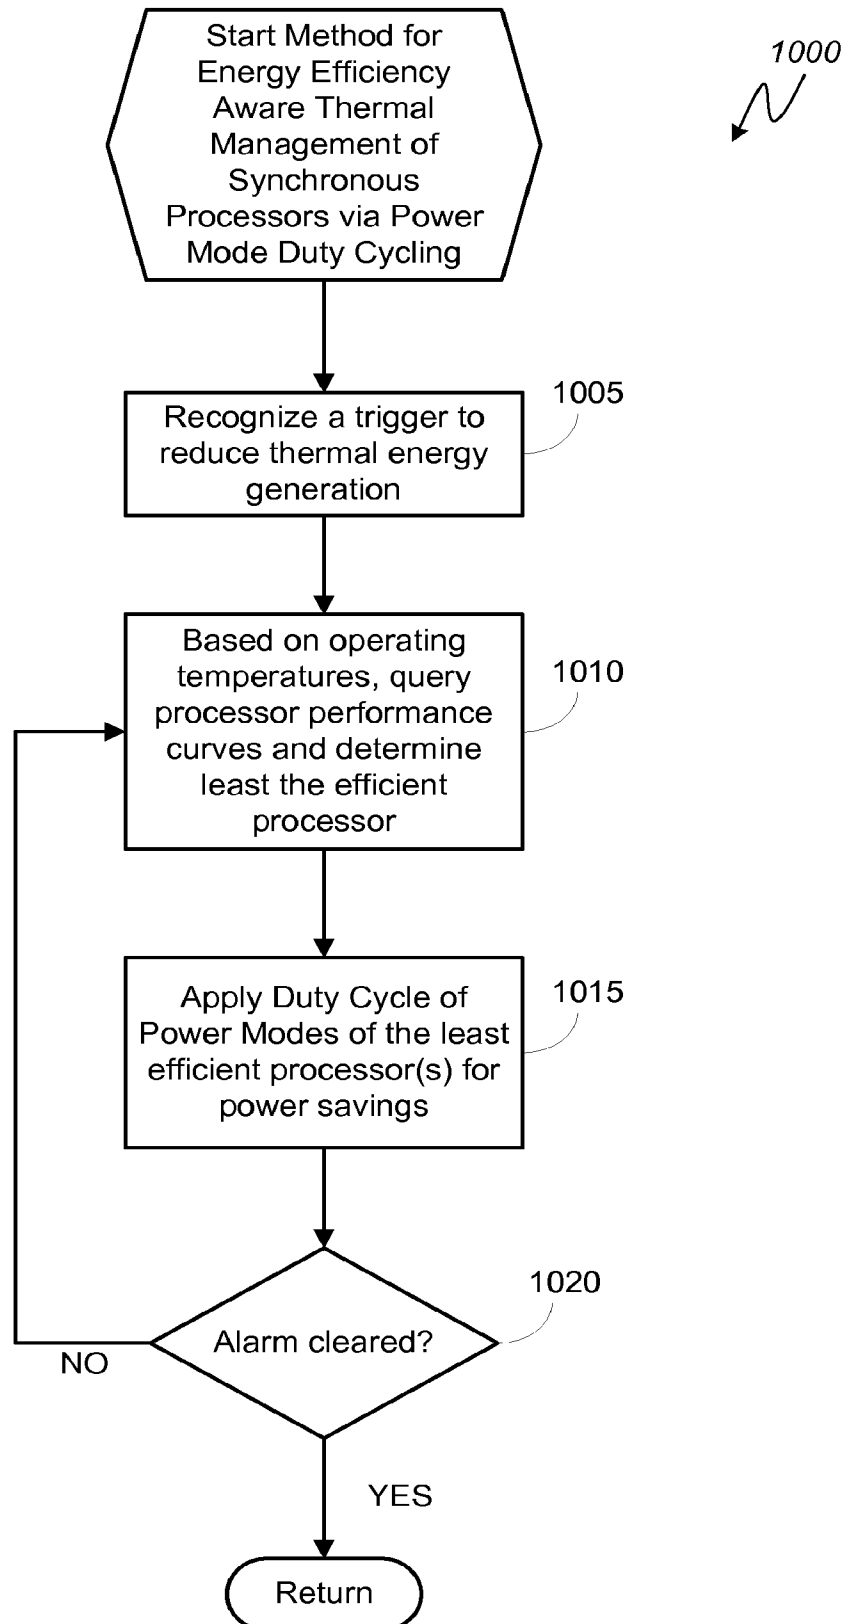 Start Method for
Energy Efficiency
Aware Thermal
Management of
Synchronous
Processors via Power
Mode Duty Cycling
1000
Recognize a trigger to
reduce thermal energy
generation
1005
Based on operating
temperatures, query
processor performance
curves and determine
least the efficient
processor
1010
Apply Duty Cycle of
Power Modes of the least
efficient processor(s) for
power savings
1015
Alarm cleared?
1020
NO
YES
Return